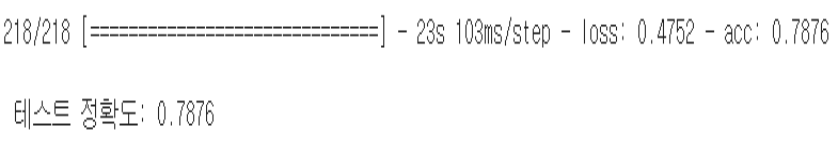 218/218 [==============================] - 23s 103ms/step - loss: 0.4752 - acc: 0.7876
테스트 정확도: 0.7876